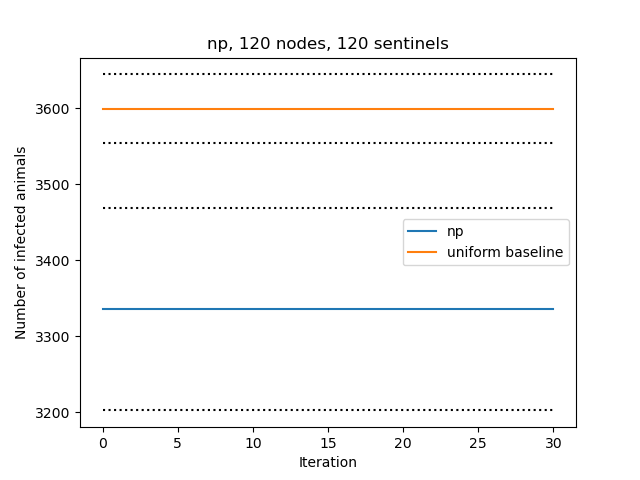 np, 120 nodes, 120 sentinels
3600
3500
3400
3300
3200
Number of infected animals
np
uniform baseline
0 5 10 15 20 25 30
Iteration